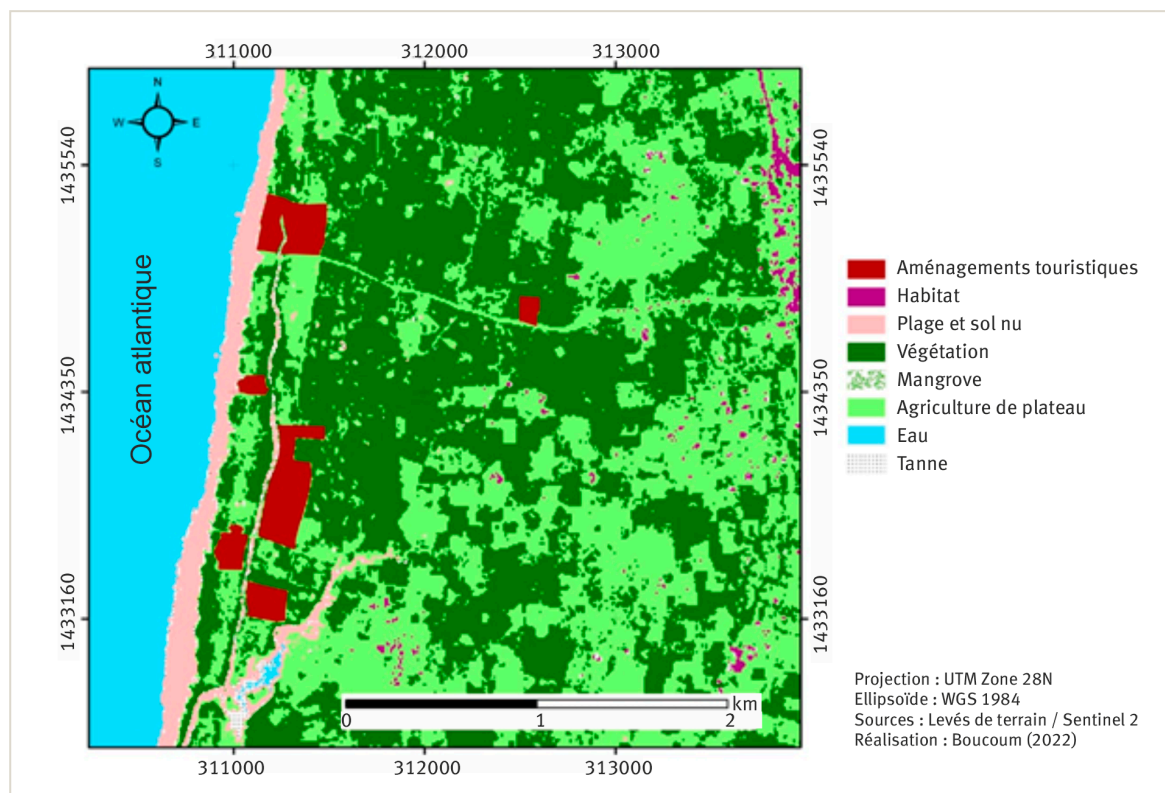 311000
312000
313000
N
W
E
S
1435540
1434350
1433160
Océan atlantique
1435540
1434350
1433160
Aménagements touristiques
Habitat
Plage et sol nu
Végétation
Mangrove
Agriculture de plateau
Eau
Tanne
km
0
1
2
311000
312000
313000
Projection : UTM Zone 28N
Ellipsoïde : WGS 1984
Sources : Levés de terrain / Sentinel 2
Réalisation : Boucoum (2022)